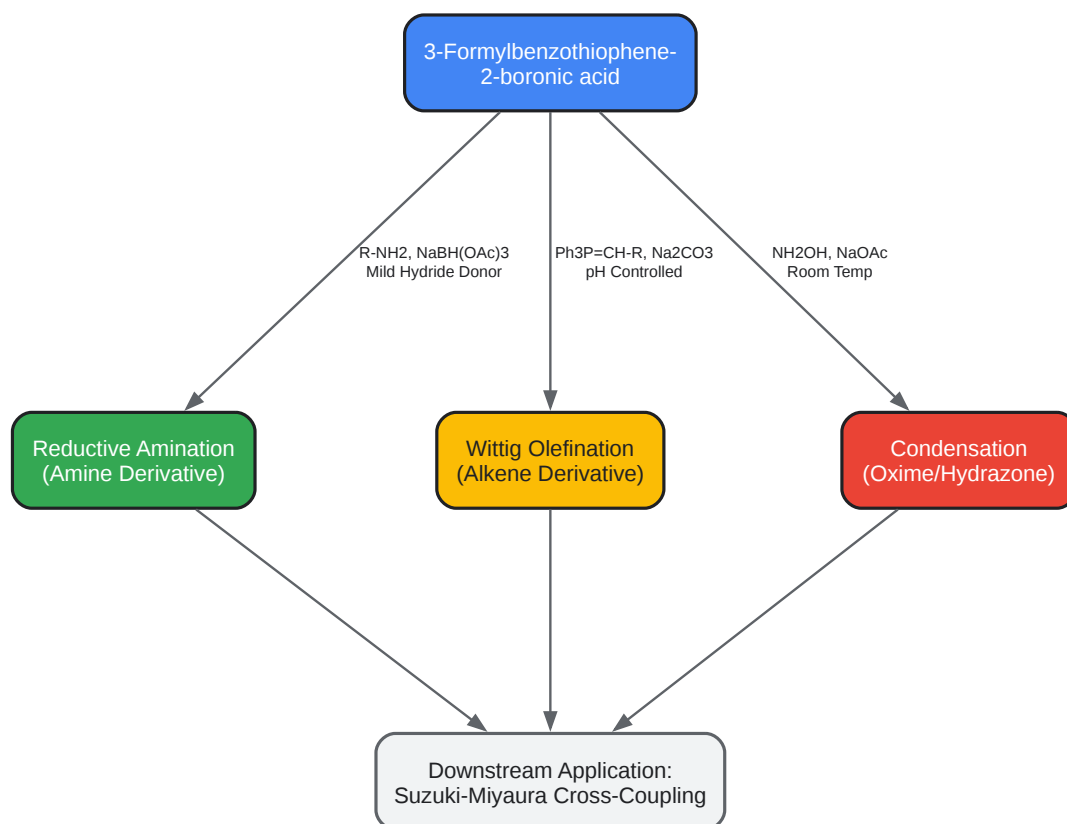 3-Formylbenzothiophene-
2-boronic acid
R-NH2, NaBH(OAc)3
Mild Hydride Donor
Ph3P=CH-R, Na2CO3
pH Controlled
NH2OH, NaOAc
Room Temp
Reductive Amination
(Amine Derivative)
Wittig Olefination
(Alkene Derivative)
Condensation
(Oxime/Hydrazone)
Downstream Application:
Suzuki-Miyaura Cross-Coupling